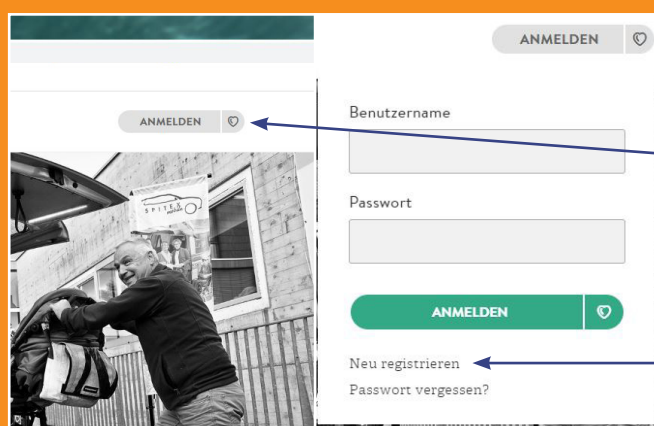 ANMELDEN
SPITEX
ANMELDEN
Benutzername
Passwort
ANMELDEN
Neu registrieren
Passwort vergessen?